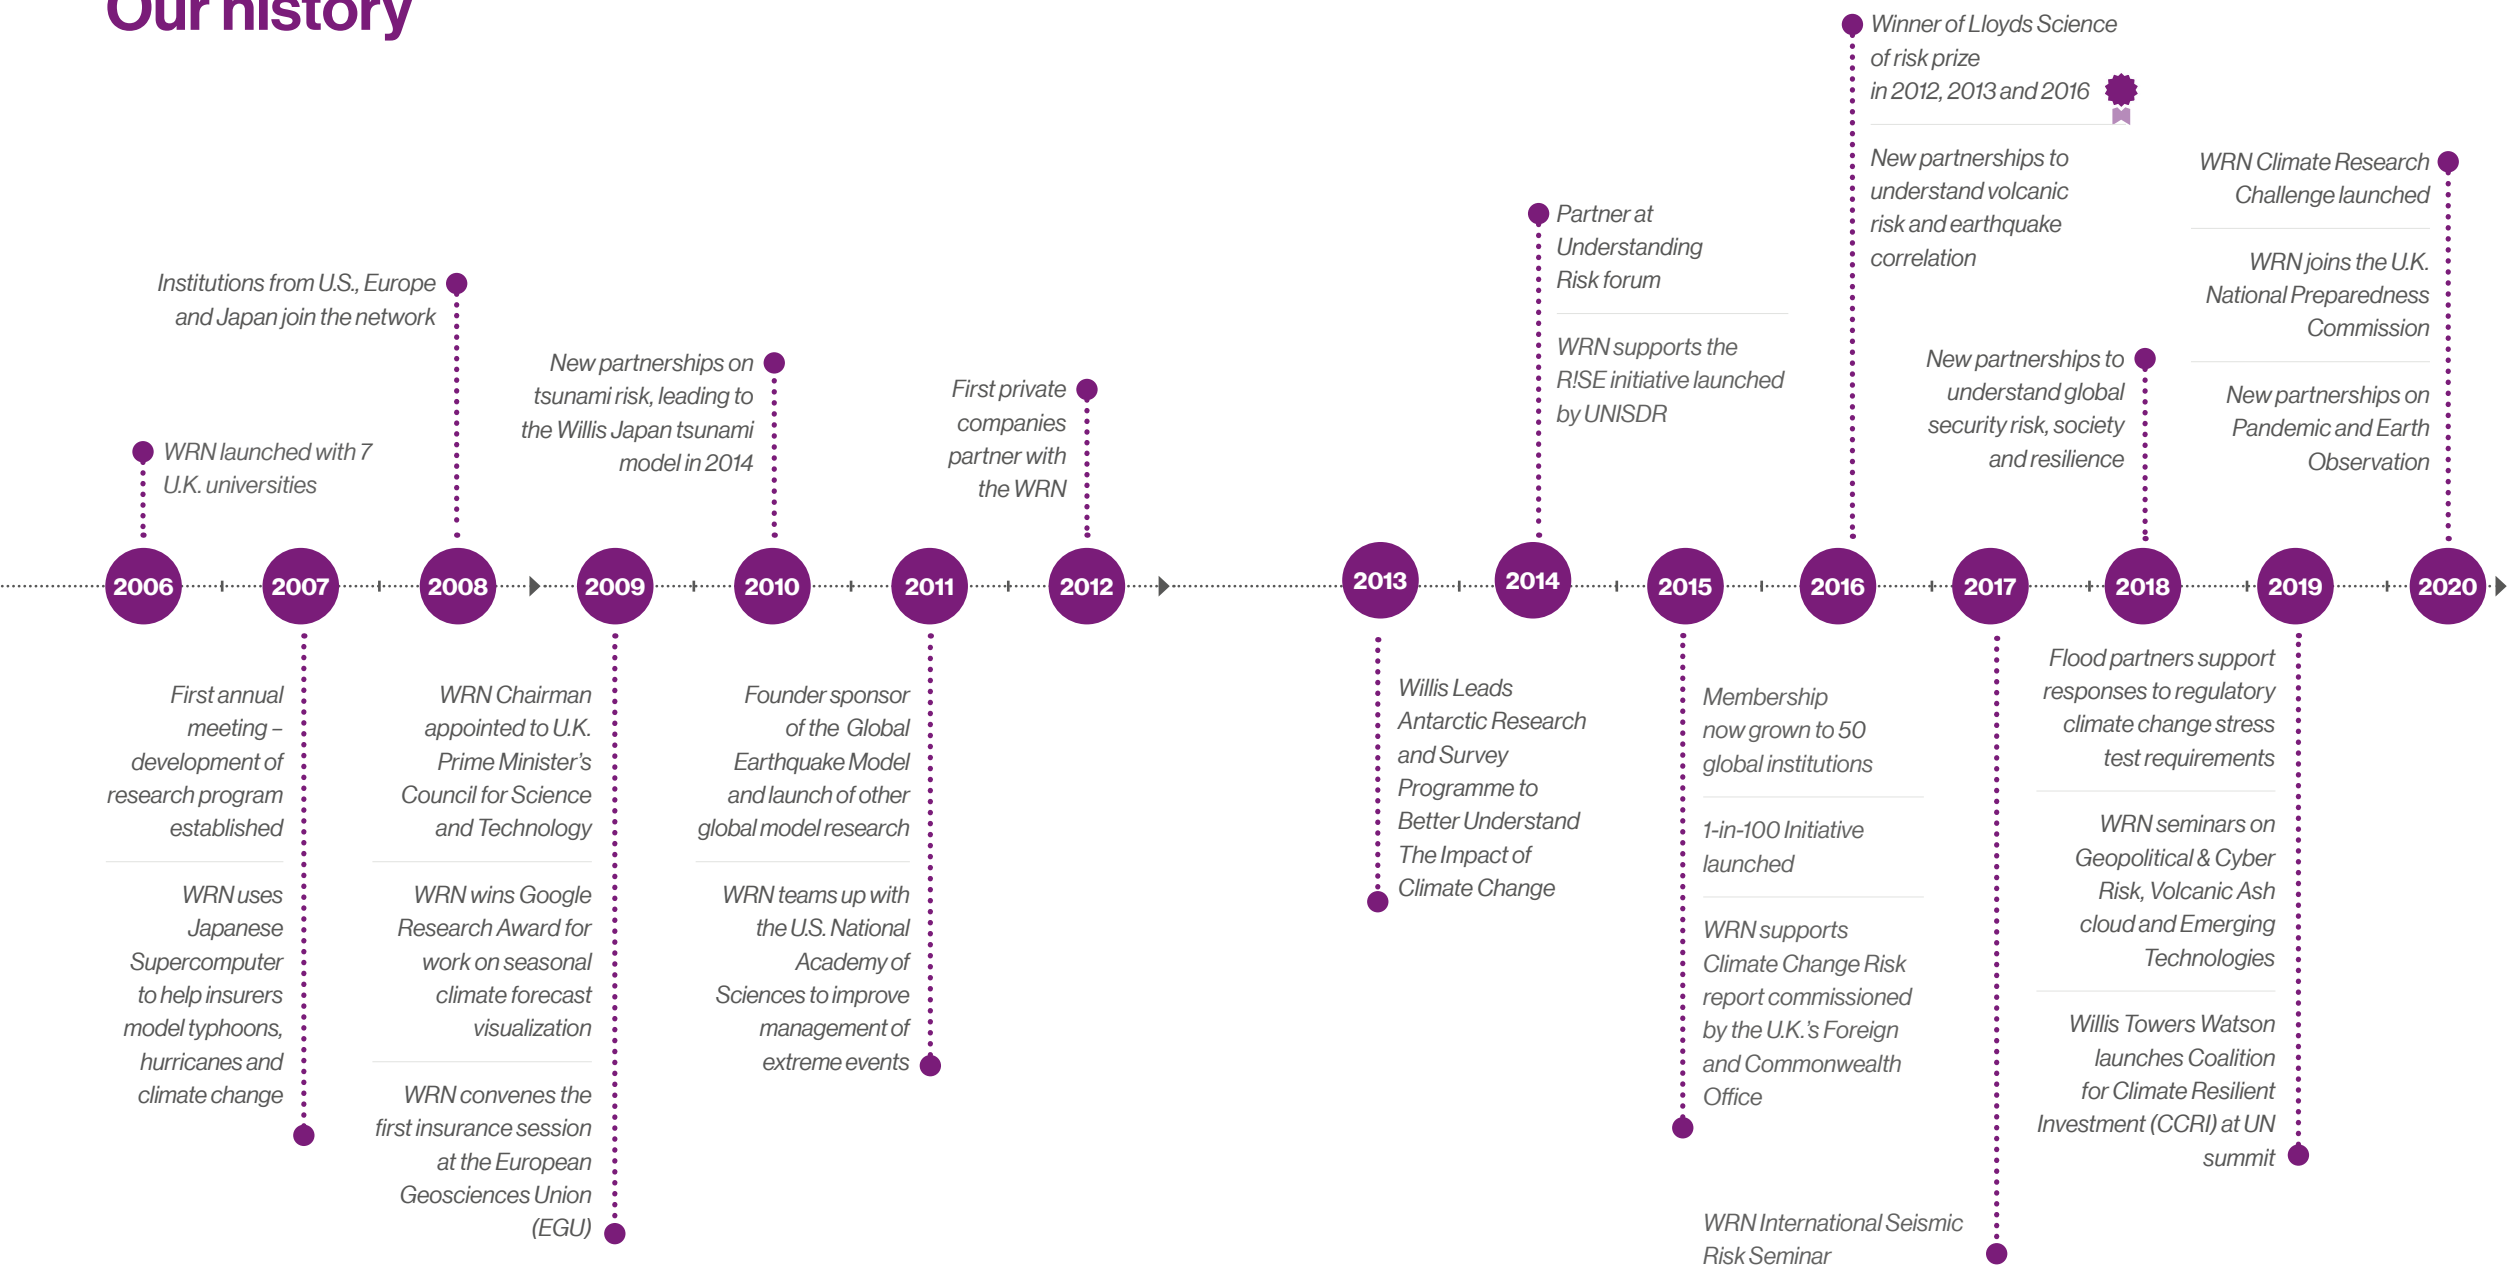 Our history
WRN launched with 7
U.K. universities
Institutions from U.S., Europe
and Japan join the network
New partnerships on
tsunami risk, leading to
the Willis Japan tsunami
model in 2014
First private
companies
partner with
the WRN
Partner at
Understanding
Risk forum
WRN supports the
R!SE initiative launched
by UNISDR
Winner of Lloyds Science
of risk prize
in 2012, 2013 and 2016
New partnerships to
understand volcanic
risk and earthquake
correlation
New partnerships to
understand global
security risk, society
and resilience
WRN Climate Research
Challenge launched
WRN joins the U.K.
National Preparedness
Commission
New partnerships on
Pandemic and Earth
Observation
2006 2007 2008 2009 2010 2011 2012 2013 2014 2015 2016 2017 2018 2019 2020
First annual
meeting –
development of
research program
established
WRN uses
Japanese
Supercomputer
to help insurers
model typhoons,
hurricanes and
climate change
WRN Chairman
appointed to U.K.
Prime Minister's
Council for Science
and Technology
WRN wins Google
Research Award for
work on seasonal
climate forecast
visualization
WRN convenes the
first insurance session
at the European
Geosciences Union
(EGU)
Founder sponsor
of the Global
Earthquake Model
and launch of other
global model research
WRN teams up with
the U.S. National
Academy of
Sciences to improve
management of
extreme events
Willis Leads
Antarctic Research
and Survey
Programme to
Better Understand
The Impact of
Climate Change
Membership
now grown to 50
global institutions
1-in-100 Initiative
launched
WRN supports
Climate Change Risk
report commissioned
by the U.K.'s Foreign
and Commonwealth
Office
WRN International Seismic
Risk Seminar
Flood partners support
responses to regulatory
climate change stress
test requirements
WRN seminars on
Geopolitical & Cyber
Risk, Volcanic Ash
cloud and Emerging
Technologies
Willis Towers Watson
launches Coalition
for Climate Resilient
Investment (CCRI) at UN
summit